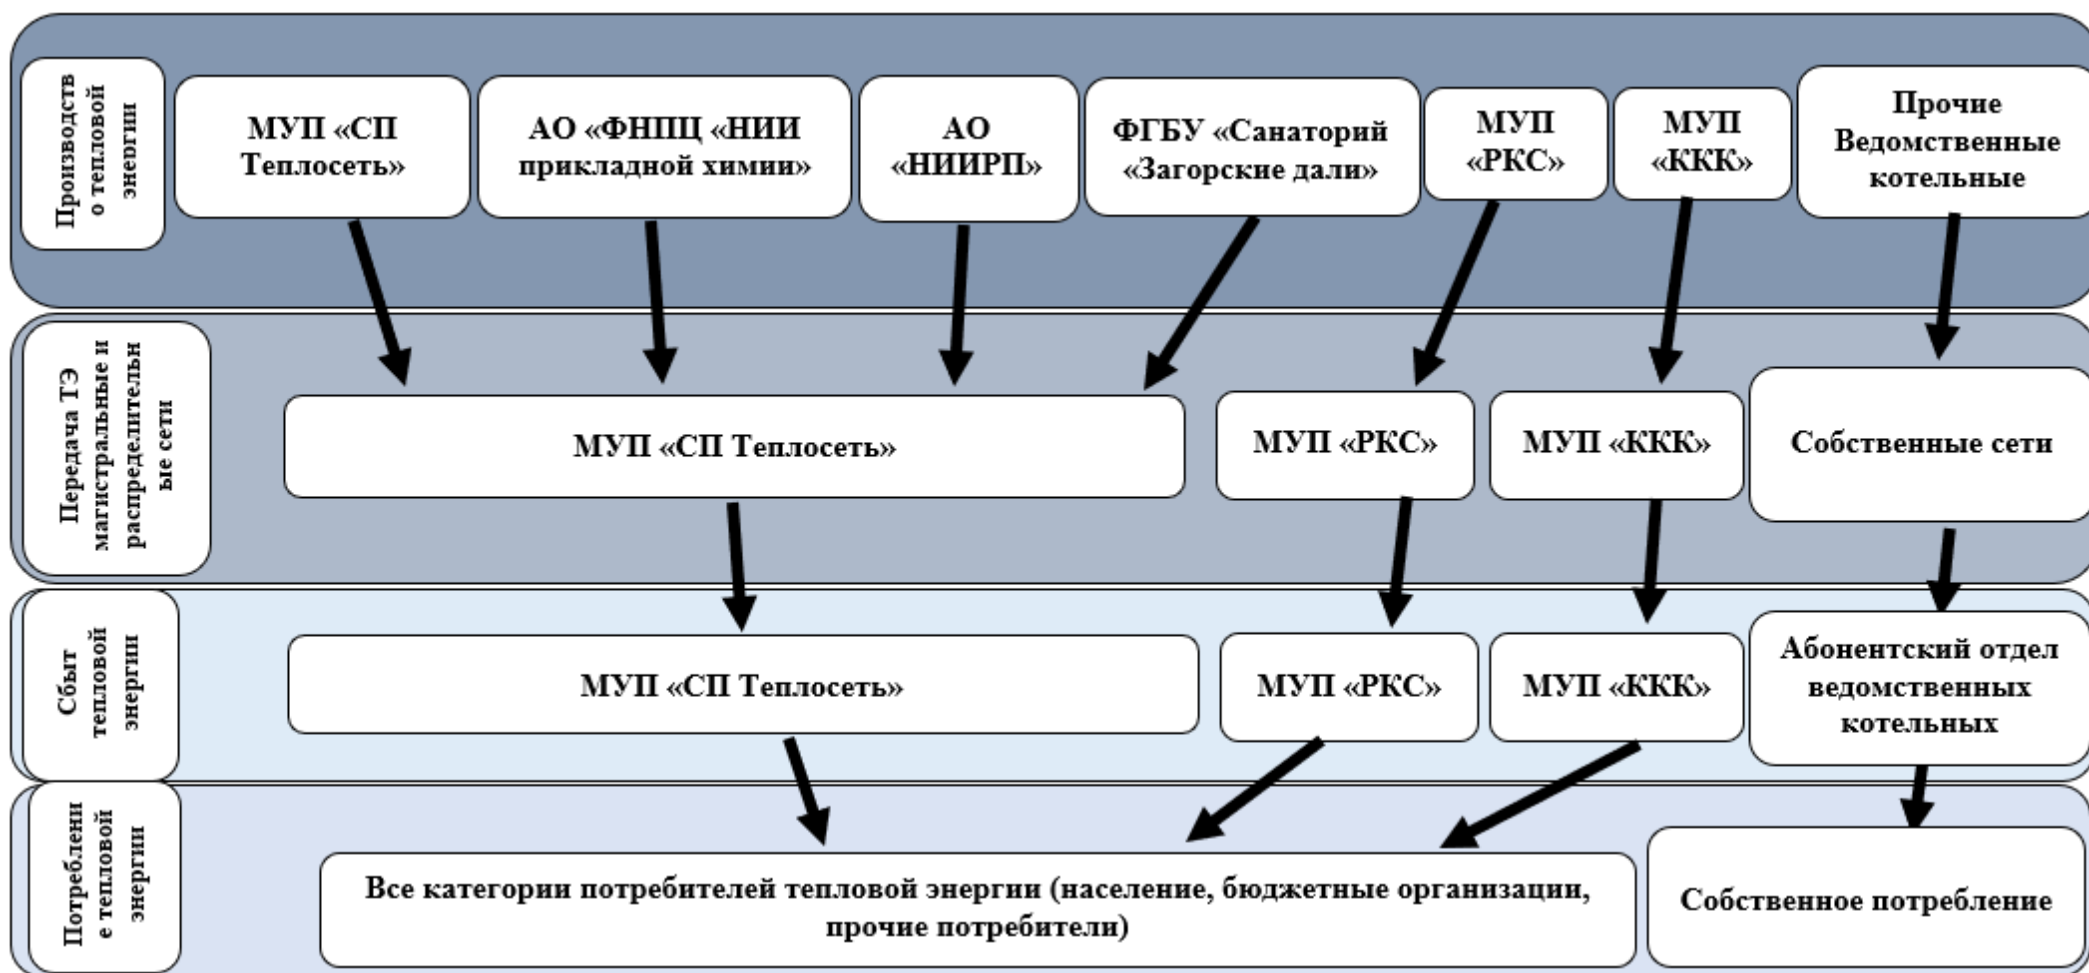 Производств
о тепловой
энергии
МУП «СП
Теплосеть»
АО «ФНПЦ «НИИ
прикладной химии»
АО
«НИИРП»
ФГБУ «Санаторий
«Загорские дали»
МУП
«РКС»
МУП
«ККК»
Прочие
Ведомственные
котельные
Передача ТЭ
магистральные и
распределительн
ые сети
МУП «СП Теплосеть»
МУП «РКС»
МУП «ККК»
Собственные сети
Сбыт
тепловой
энергии
МУП «СП Теплосеть»
МУП «РКС»
МУП «ККК»
Абонентский отдел
ведомственных
котельных
Потреблени
е тепловой
энергии
Все категории потребителей тепловой энергии (население, бюджетные организации,
прочие потребители)
Собственное потребление